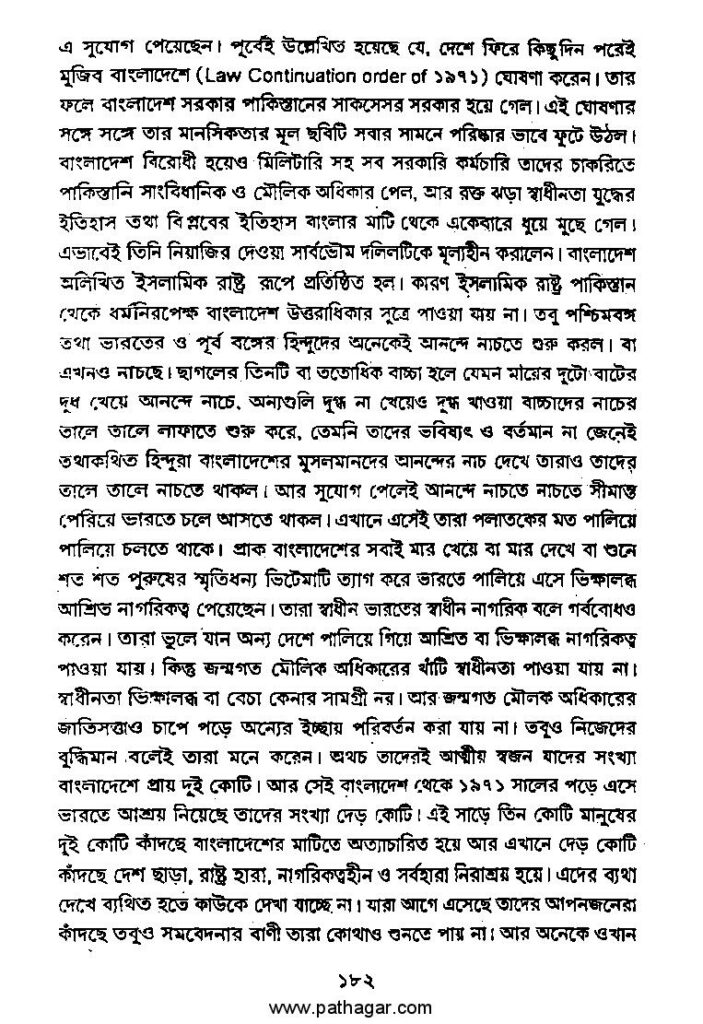 এ সুযোগ পেয়েছেন। পূর্বেই উল্লেখিত হয়েছে যে, দেশে ফিরে কিছুদিন পরেই
মুজিব বাংলাদেশে (Law Continuation order of ১৯৭১) ঘোষণা করেন। তার
ফলে বাংলাদেশ সরকার পাকিস্তানের সাকসেসর সরকার হয়ে গেল। এই ঘোষণার
সঙ্গে সঙ্গে তার মানসিকতার মূল ছবিটি সবার সামনে পরিষ্কার ভাবে ফুটে উঠল।
বাংলাদেশ বিরোধী হয়েও মিলিটারি সহ সব সরকারি কর্মচারি তাদের চাকরিতে
পাকিস্তানি সাংবিধানিক ও মৌলিক অধিকার পেল, আর রক্ত ঝড়া স্বাধীনতা যুদ্ধের
ইতিহাস তথা বিপ্লবের ইতিহাস বাংলার মাটি থেকে একেবারে ধুয়ে মুছে গেল।
এভাবেই তিনি নিয়াজির দেওয়া সার্বভৌম দলিলটিকে মূল্যহীন করালেন। বাংলাদেশ
অলিখিত ইসলামিক রাষ্ট্র রূপে প্রতিষ্ঠিত হল। কারণ ইসলামিক রাষ্ট্র পাকিস্তান
থেকে ধর্মনিরপেক্ষ বাংলাদেশ উত্তরাধিকার সূত্রে পাওয়া যায় না। তবু পশ্চিমবঙ্গ
তথা ভারতের ও পূর্ব বঙ্গের হিন্দুদের অনেকেই আনন্দে নাচতে শুরু করল। বা
এখনও নাচছে। ছাগলের তিনটি বা ততোধিক বাচ্চা হলে যেমন মায়ের দুটো বাটের
দুধ খেয়ে আনন্দে নাচে, অন্যগুলি দুগ্ধ না খেয়েও দুগ্ধ খাওয়া বাচ্চাদের নাচের
তালে তালে লাফাতে শুরু করে, তেমনি তাদের ভবিষ্যৎ ও বর্তমান না জেনেই
তথাকথিত হিন্দুরা বাংলাদেশের মুসলমানদের আনন্দের নাচ দেখে তারাও তাদের
তালে তালে নাচতে থাকল। আর সুযোগ পেলেই আনন্দে নাচতে নাচতে সীমান্ত
পেরিয়ে ভারতে চলে আসতে থাকল। এখানে এসেই তারা পলাতকের মত পালিয়ে
পালিয়ে চলতে থাকে। প্রাক বাংলাদেশের সবাই মার খেয়ে বা মার দেখে বা শুনে
শত শত পুরুষের স্মৃতিধন্য ভিটেমাটি ত্যাগ করে ভারতে পালিয়ে এসে ভিক্ষালব্ধ
আশ্রিত নাগরিকত্ব পেয়েছেন। তারা স্বাধীন ভারতের স্বাধীন নাগরিক বলে গর্ববোধও
করেন। তারা ভুলে যান অন্য দেশে পালিয়ে গিয়ে আশ্রিত বা ভিক্ষালব্ধ নাগরিকত্ব
পাওয়া যায়। কিন্তু জন্মগত মৌলিক অধিকারের খাঁটি স্বাধীনতা পাওয়া যায় না।
স্বাধীনতা ভিক্ষালব্ধ বা বেচা কেনার সামগ্রী নয়। আর জন্মগত মৌলক অধিকারের
জাতিসত্তাও চাপে পড়ে অন্যের ইচ্ছায় পরিবর্তন করা যায় না। তবুও নিজেদের
বুদ্ধিমান বলেই তারা মনে করেন। অথচ তাদেরই আত্মীয় স্বজন যাদের সংখ্যা
বাংলাদেশে প্রায় দুই কোটি। আর সেই বাংলাদেশ থেকে ১৯৭১ সালের পড়ে এসে
ভারতে আশ্রয় নিয়েছে তাদের সংখ্যা দেড় কোটি। এই সাড়ে তিন কোটি মানুষের
দুই কোটি কাঁদছে বাংলাদেশের মাটিতে অত্যাচারিত হয়ে আর এখানে দেড় কোটি
কাঁদছে দেশ ছাড়া, রাষ্ট্র হারা, নাগরিকত্বহীন ও সর্বহারা নিরাশ্রয় হয়ে। এদের ব্যথা
দেখে ব্যথিত হতে কাউকে দেখা যাচ্ছে না। যারা আগে এসেছে তাদের আপনজনেরা
কাঁদছে তবুও সমবেদনার বাণী তারা কোথাও শুনতে পায় না। আর অনেকে ওখান
১৮২
www.pathagar.com